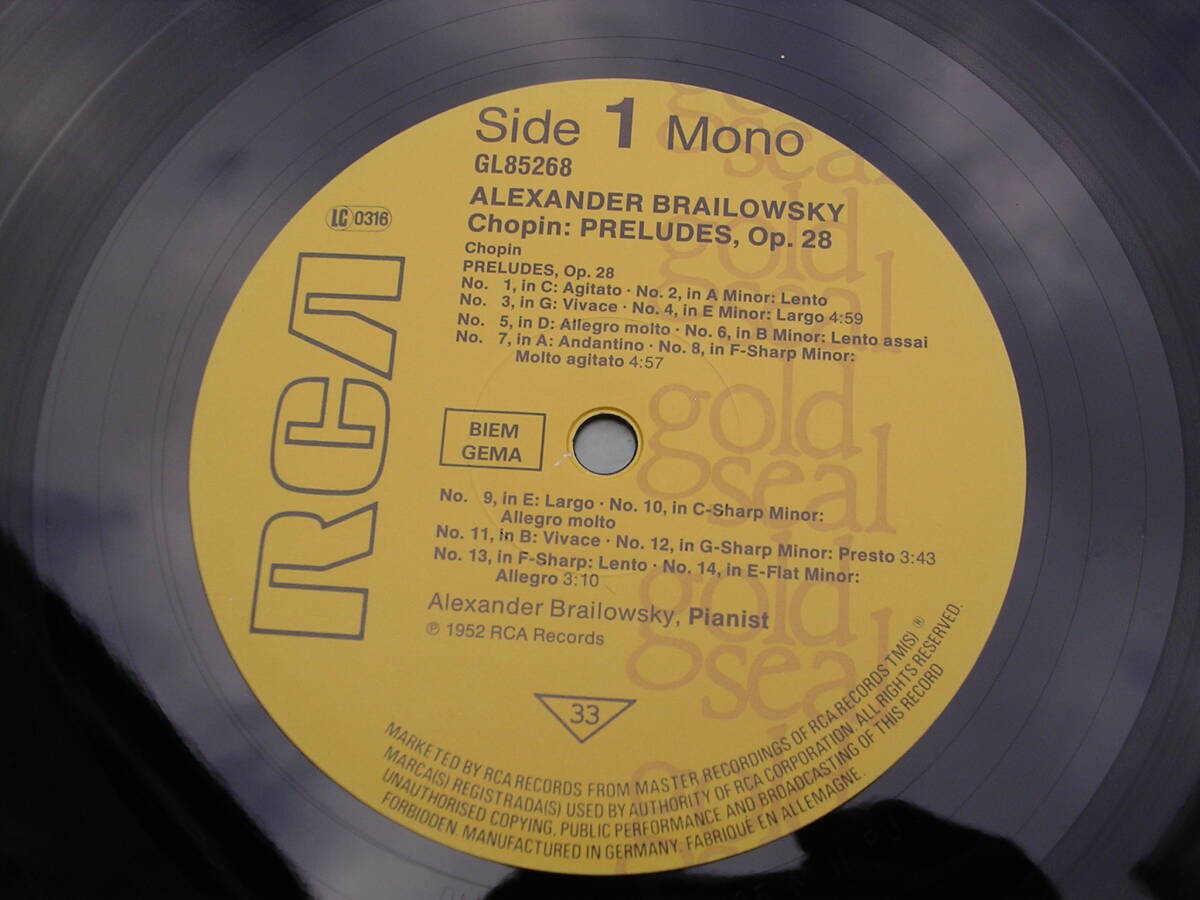 Side 1 Mono
GL85268
ALEXANDER BRAILOWSKY
Chopin: PRELUDES, Op. 28
Chopin
PRELUDES, Op. 28
No. 1, in C: Agitato · No. 2, in A Minor: Lento
No. 3, in G: Vivace · No. 4, in E Minor: Largo 4:59
No. 5, in D: Allegro molto · No. 6, in B Minor: Lento assai
No. 7, in A: Andantino · No. 8, in F-Sharp Minor:
Molto agitato 4:57
LC 0316
RCA
BIEM
GEMA
No. 9, in E: Largo · No. 10, in C-Sharp Minor:
Allegro molto
No. 11, in B: Vivace · No. 12, in G-Sharp Minor: Presto 3:43
No. 13, in F-Sharp: Lento · No. 14, in E-Flat Minor:
Allegro 3:10
Alexander Brailowsky, Pianist
℗ 1952 RCA Records
33
MARKETED BY RCA RECORDS FROM MASTER RECORDINGS OF RCA RECORDS TM(S) ®
MARCA(S) REGISTRADA(S) USED BY AUTHORITY OF RCA CORPORATION. ALL RIGHTS RESERVED.
UNAUTHORISED COPYING, PUBLIC PERFORMANCE AND BROADCASTING OF THIS RECORD
FORBIDDEN. MANUFACTURED IN GERMANY. FABRIQUÉ EN ALLEMAGNE.
gold
seal
gold
seal
gold
seal
gold
seal